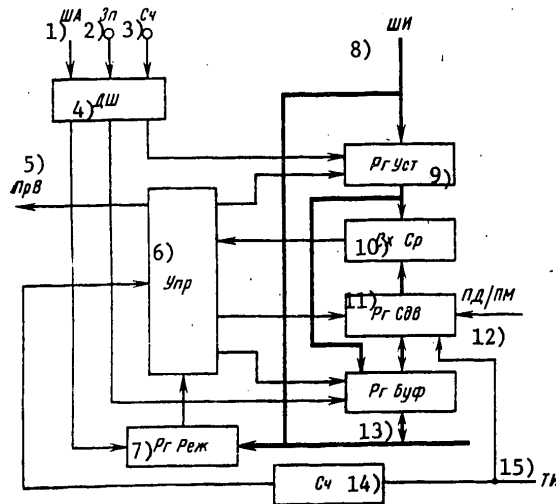 1) ША
2) Зп
3) Сч
4) ДШ
5) ПрВ
6) Упр
7) Рг Реж
8) ШИ
Рг Уст 9)
10) Сх Ср
11) Рг Сдв
ПД/ПМ 12)
Рг Буф
13)
Сч 14)
15) ТИ